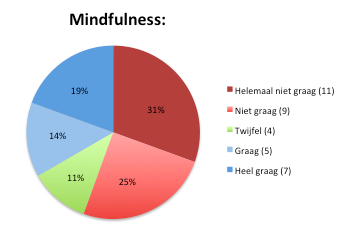 Mindfulness:
31%
25%
11%
14%
19%
Helemaal niet graag (11)
Niet graag (9)
Twijfel (4)
Graag (5)
Heel graag (7)